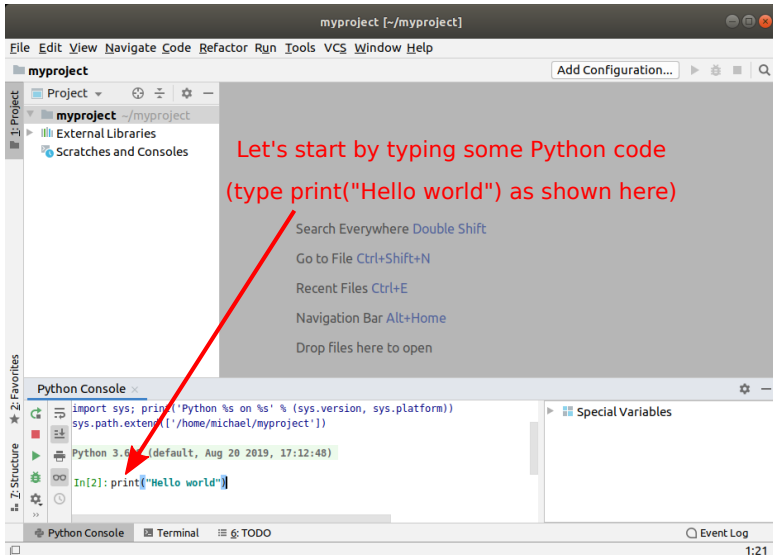 myproject [~/myproject]
File Edit View Navigate Code Refactor Run Tools VCS Window Help
myproject
Add Configuration...
1: Project
Project
myproject ~/myproject
External Libraries
Scratches and Consoles
Let's start by typing some Python code
(type print("Hello world") as shown here)
Search Everywhere Double Shift
Go to File Ctrl+Shift+N
Recent Files Ctrl+E
Navigation Bar Alt+Home
Drop files here to open
2: Favorites
Z: Structure
Python Console
import sys; print('Python %s on %s' % (sys.version, sys.platform))
sys.path.extend(['/home/michael/myproject'])
Python (default, Aug 20 2019, 17:12:48)
In[2]: print("Hello world")
Special Variables
Python Console
Terminal
6: TODO
Event Log
1:21